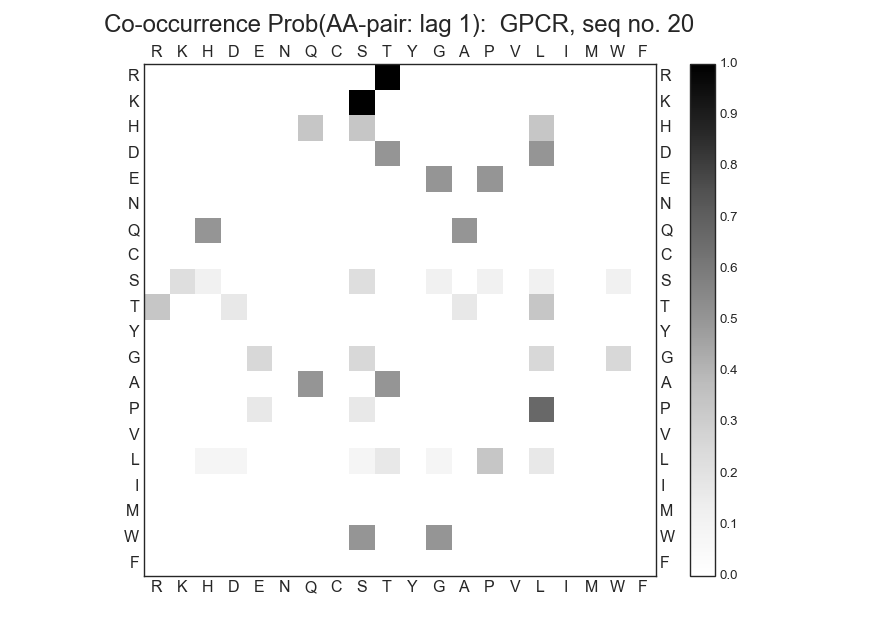 Co-occurrence Prob(AA-pair: lag 1):  GPCR, seq no. 20
R K H D E N Q C S T Y G A P V L I M W F
R R 1.0
K K 0.9
H H
D D 0.8
E E 0.7
N N
Q Q 0.6
C C
S S 0.5
T T
Y Y 0.4
G G
A A 0.3
P P
V V
L L 0.2
I I
M M 0.1
W W
F F 0.0
R K H D E N Q C S T Y G A P V L I M W F